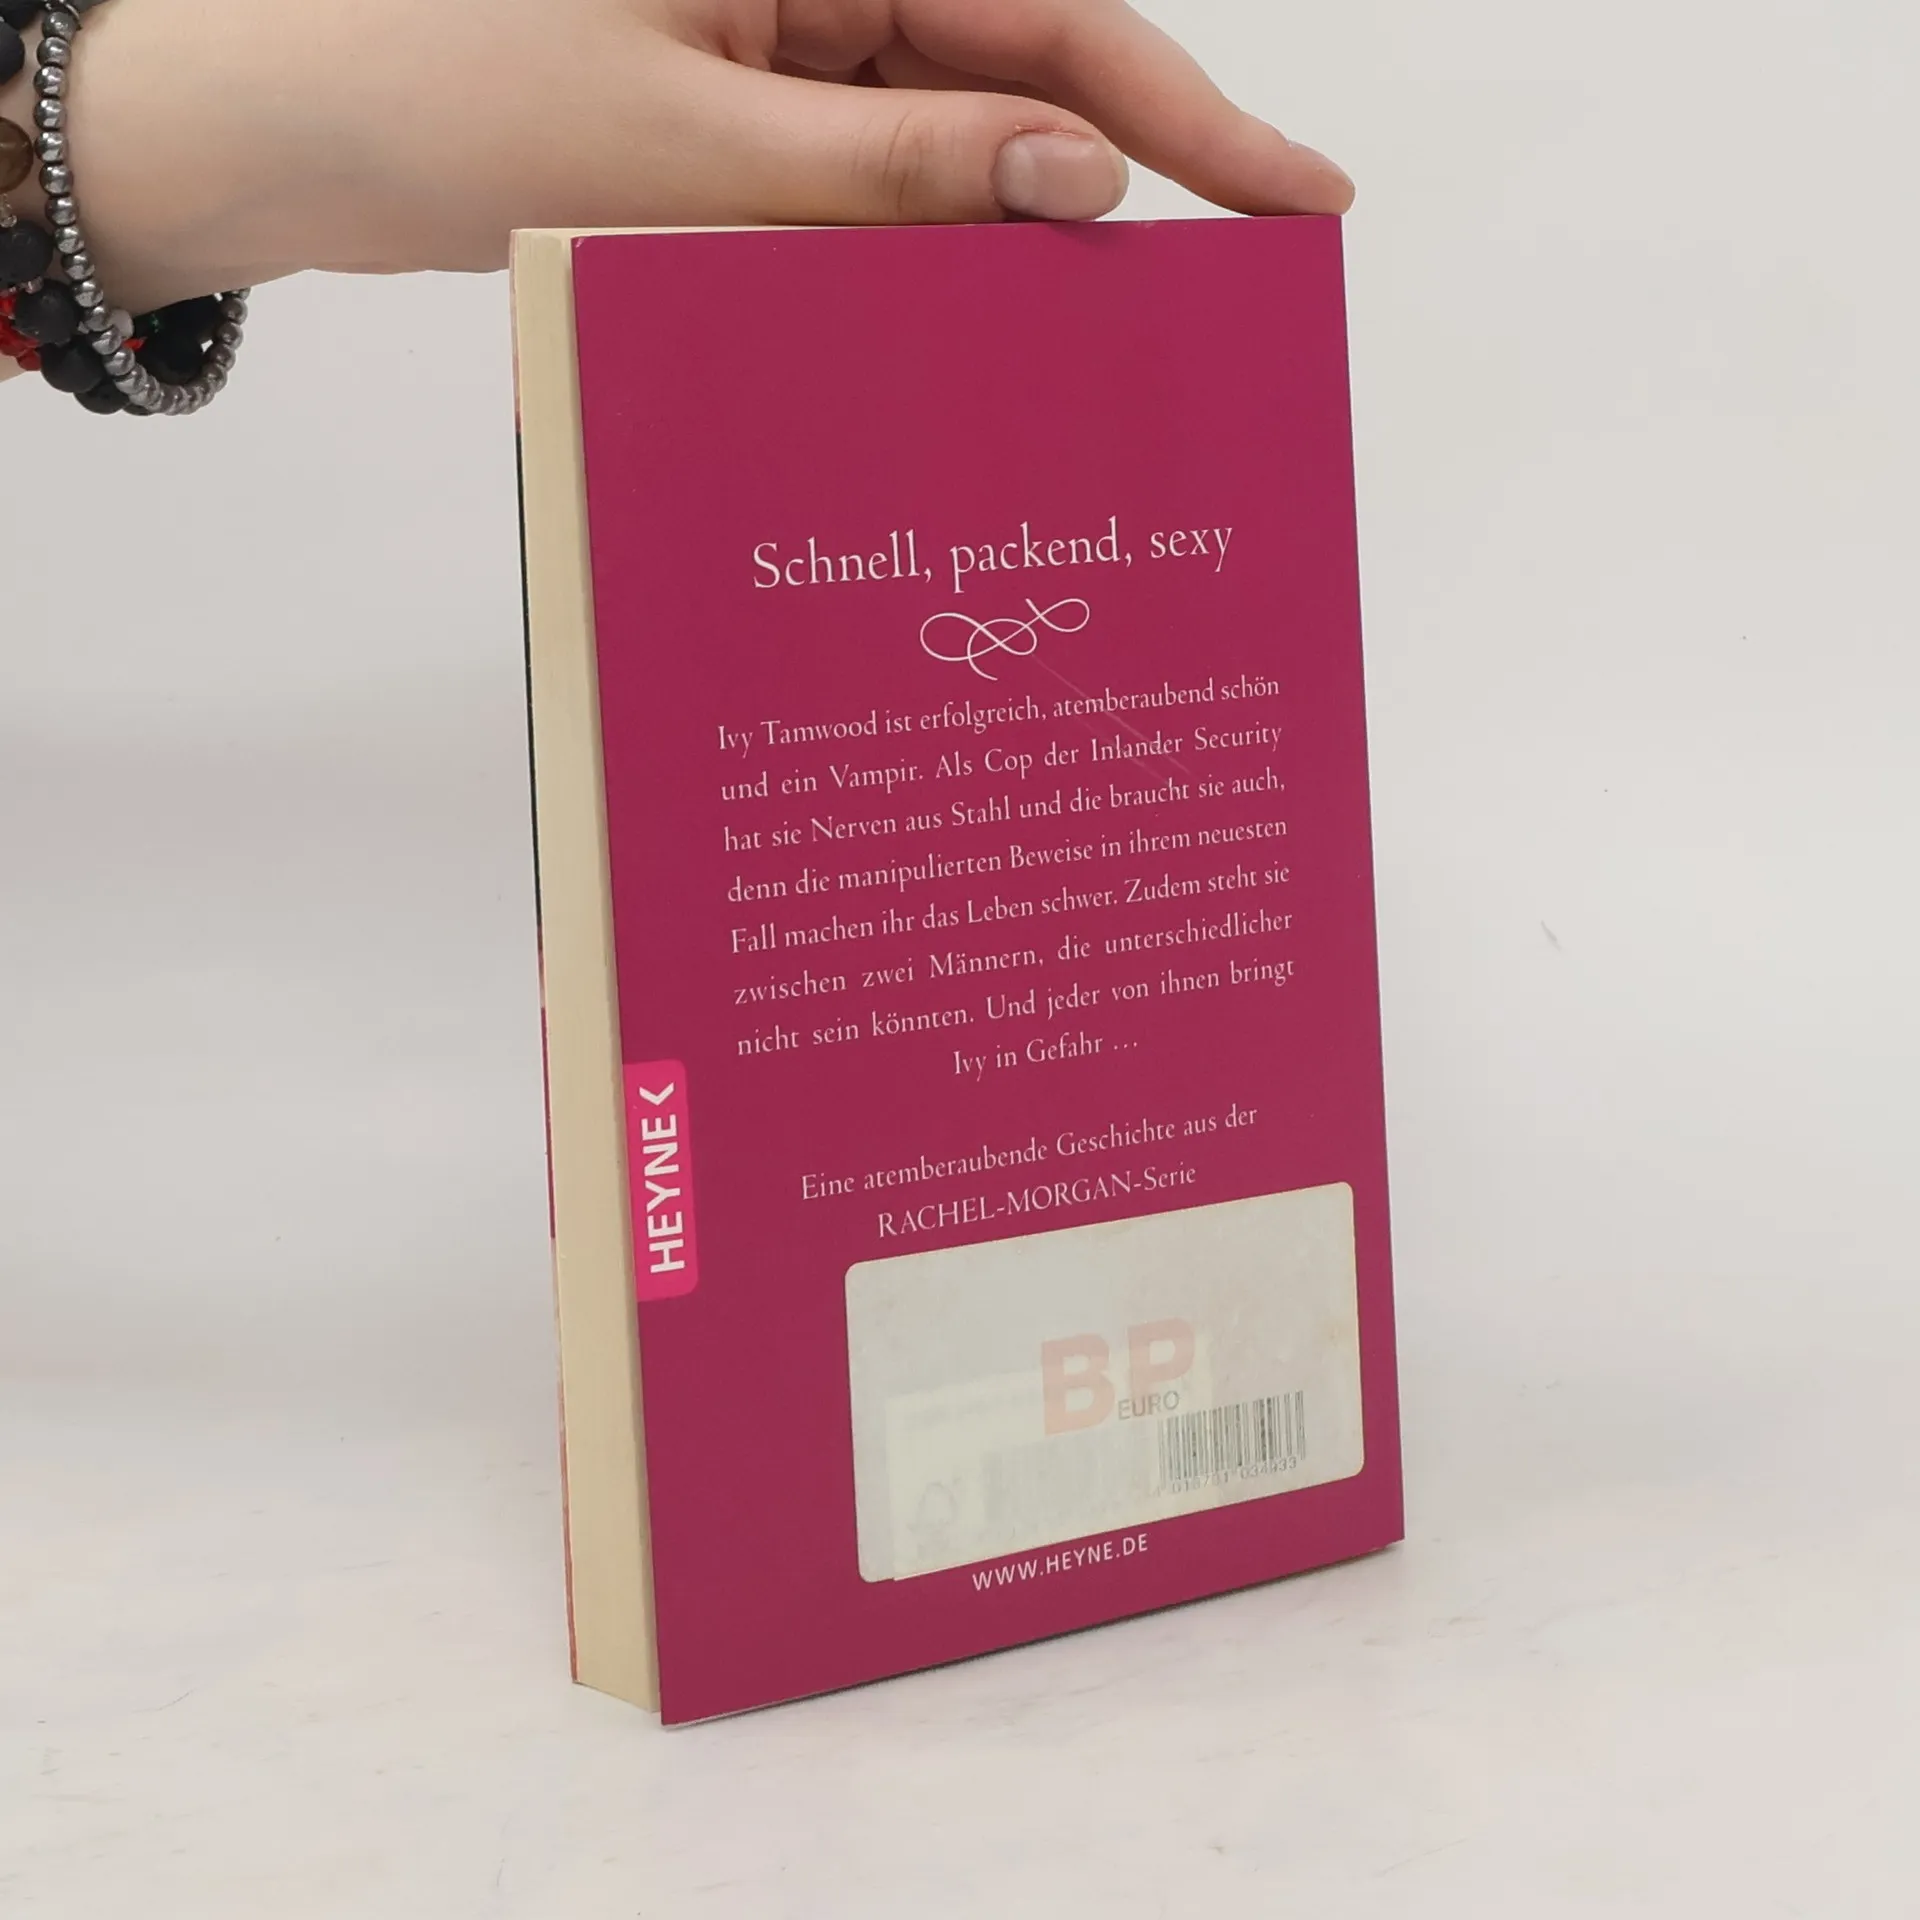 Schnell, packend, sexy
Ivy Tamwood ist erfolgreich, atemberaubend schön
und ein Vampir. Als Cop der Inlander Security
hat sie Nerven aus Stahl und die braucht sie auch,
denn die manipulierten Beweise in ihrem neuesten
Fall machen ihr das Leben schwer. Zudem steht sie
zwischen zwei Männern, die unterschiedlicher
nicht sein könnten. Und jeder von ihnen bringt
Ivy in Gefahr ...
Eine atemberaubende Geschichte aus der
RACHEL-MORGAN-Serie
HEYNE<
BP
EURO
WWW.HEYNE.DE